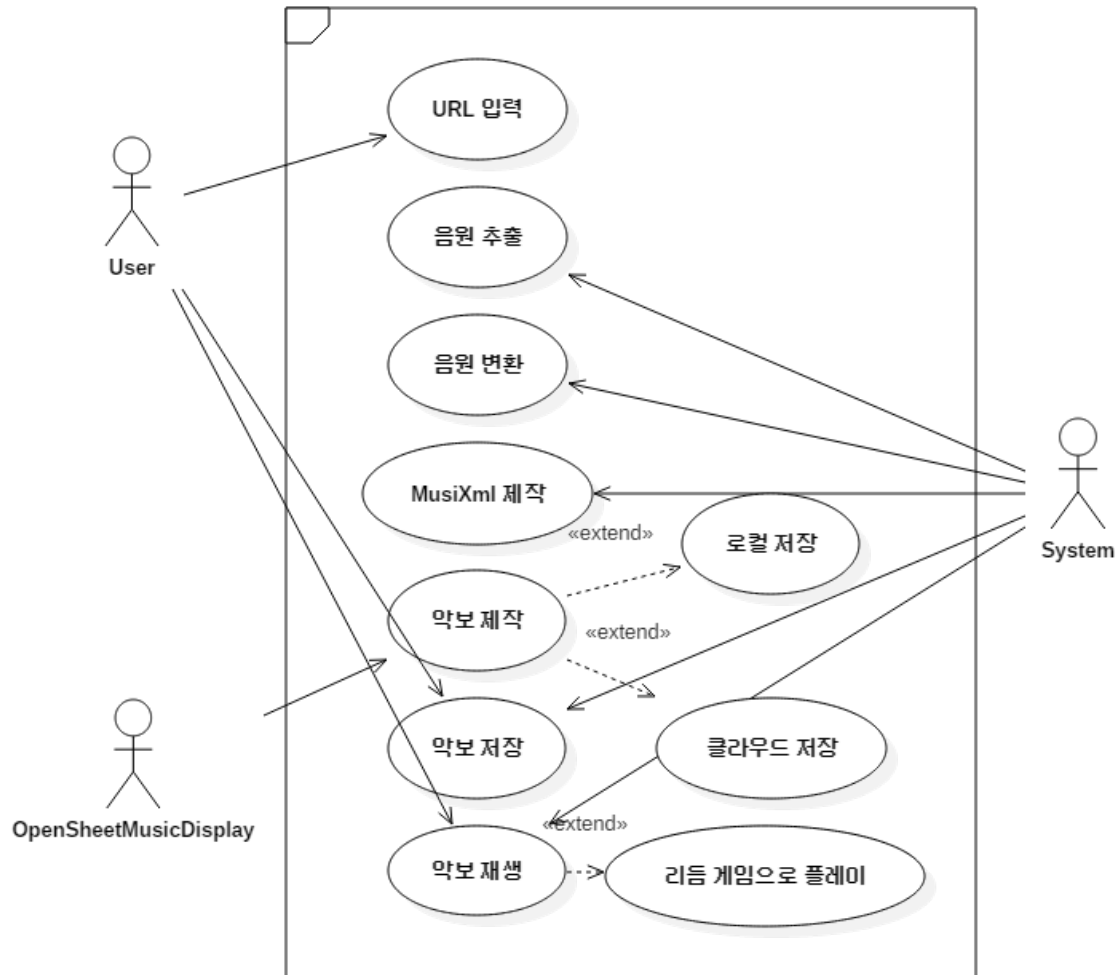 URL 입력
음원 추출
User
음원 변환
MusiXml 제작
«extend»
로컬 저장
System
악보 제작
«extend»
악보 저장
클라우드 저장
OpenSheetMusicDisplay
«extend»
악보 재생
리듬 게임으로 플레이